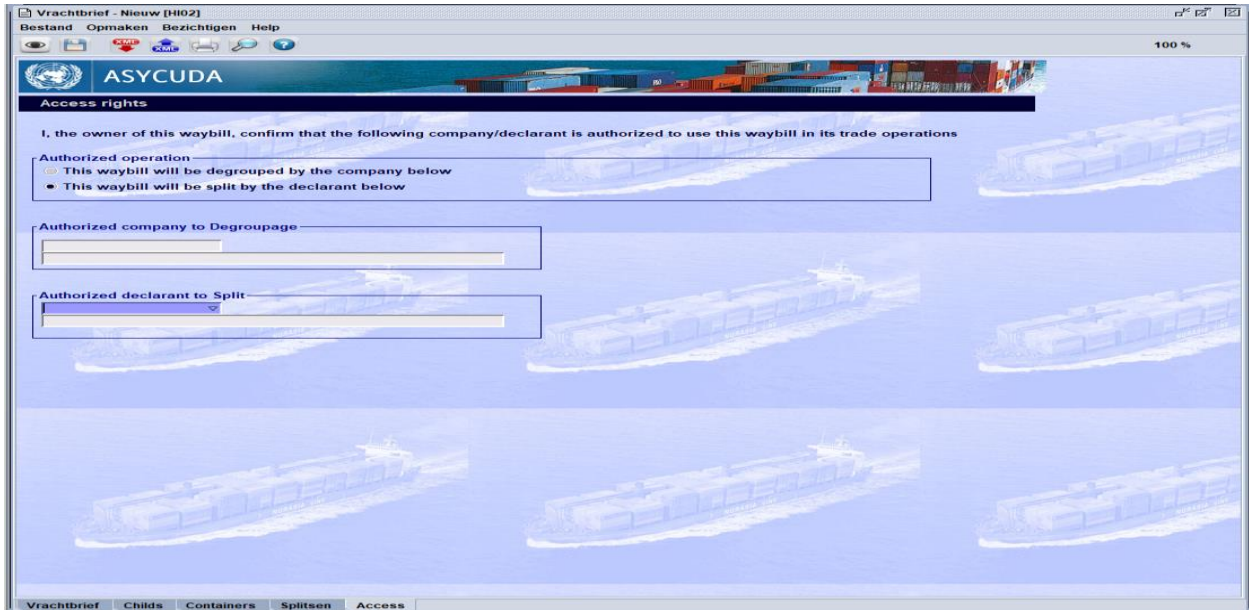 Vrachtbrief - Nieuw [HI02]
Bestand Opmaken Bezichtigen Help
XML XML 100 %
ASYCUDA
Access rights
I, the owner of this waybill, confirm that the following company/declarant is authorized to use this waybill in its trade operations
Authorized operation
This waybill will be degrouped by the company below
This waybill will be split by the declarant below
Authorized company to Degroupage
Authorized declarant to Split
Vrachtbrief Childs Containers Splitsen Access